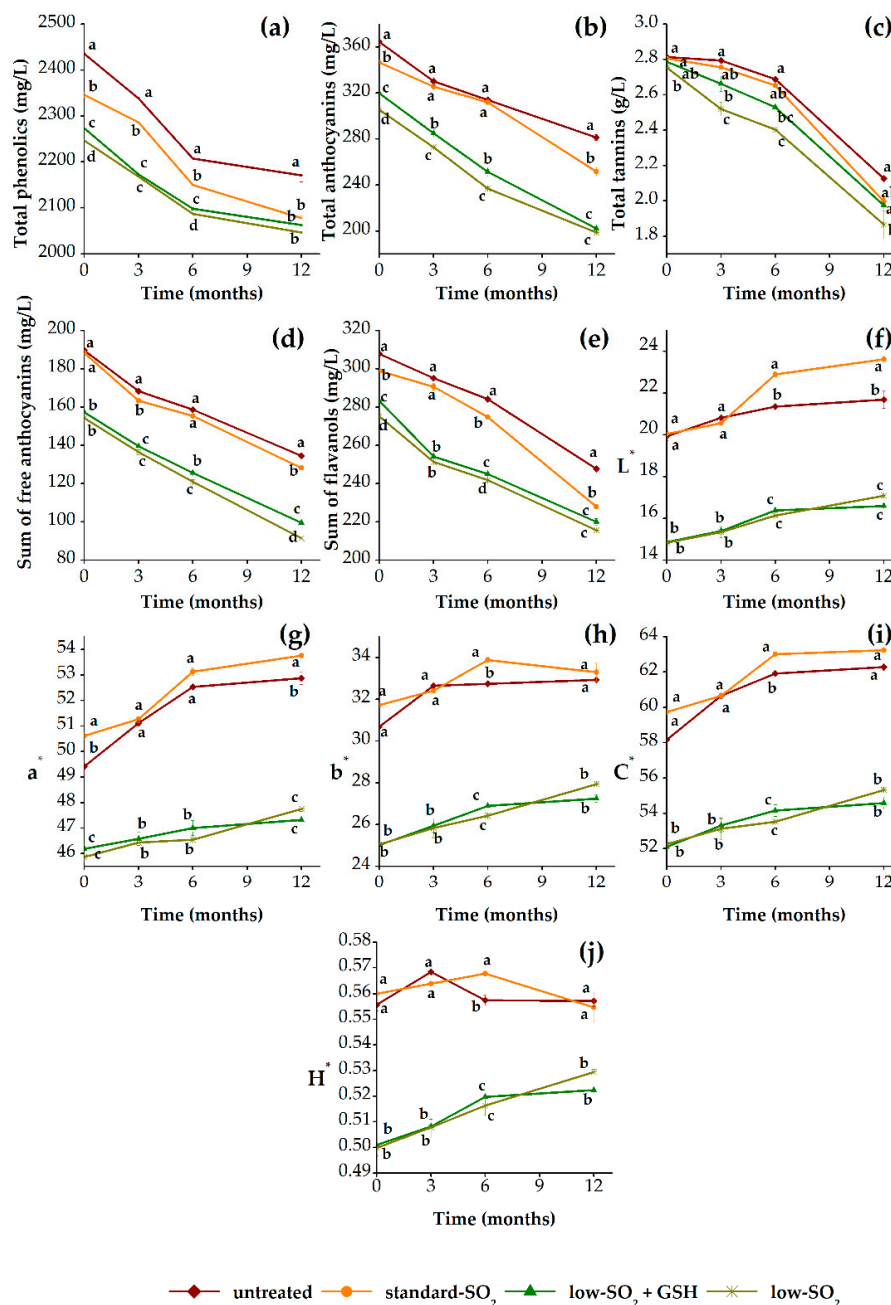 (a)
Total phenolics (mg/L)
2500
2400
2300
2200
2100
2000
a
b
c
d
a
b
c
c
a
b
c
d
a
b
b
b
0 3 6 9 12
Time (months)
(b)
Total anthocyanins (mg/L)
360
320
280
240
200
a
b
c
d
a
a
b
c
a
a
b
c
a
b
c
c
0 3 6 9 12
Time (months)
(c)
Total tannins (g/L)
3.0
2.8
2.6
2.4
2.2
2.0
1.8
a
a
ab
b
a
ab
b
c
a
ab
bc
c
a
0 3 6 9 12
Time (months)
(d)
Sum of free anthocyanins (mg/L)
200
180
160
140
120
100
80
a
a
b
b
a
b
c
c
a
a
b
c
a
b
c
d
0 3 6 9 12
Time (months)
(e)
Sum of flavanols (mg/L)
320
300
280
260
240
220
200
a
b
c
d
a
a
b
b
a
b
c
d
a
b
c
c
0 3 6 9 12
Time (months)
(f)
L*
24
22
20
18
16
14
a
a
b
b
a
a
b
b
a
b
c
c
a
b
c
c
0 3 6 9 12
Time (months)
(g)
a*
54
53
52
51
50
49
48
47
46
a
b
c
c
a
a
b
b
a
a
b
b
a
b
c
c
0 3 6 9 12
Time (months)
(h)
b*
34
32
30
28
26
24
a
a
b
b
a
a
b
b
a
b
c
c
a
a
b
b
0 3 6 9 12
Time (months)
(i)
C*
64
62
60
58
56
54
52
a
a
b
b
a
a
b
b
a
b
c
c
a
a
b
b
0 3 6 9 12
Time (months)
(j)
H*
0.58
0.57
0.56
0.55
0.54
0.53
0.52
0.51
0.50
0.49
a
a
b
b
a
a
b
b
a
b
c
c
a
a
b
b
0 3 6 9 12
Time (months)
untreated standard-SO₂ low-SO₂ + GSH low-SO₂